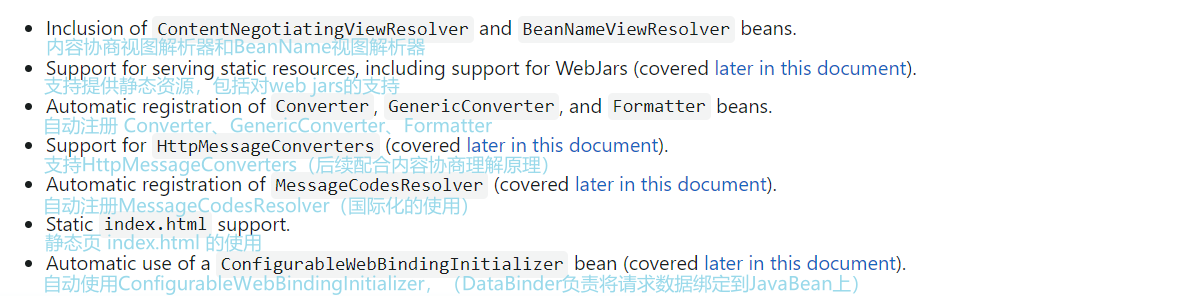 • Inclusion of ContentNegotiatingViewResolver and BeanNameViewResolver beans.
内容协商视图解析器和BeanName视图解析器
• Support for serving static resources, including support for WebJars (covered later in this document).
支持提供静态资源，包括对web jars的支持
• Automatic registration of Converter, GenericConverter, and Formatter beans.
自动注册 Converter、GenericConverter、Formatter
• Support for HttpMessageConverters (covered later in this document).
支持HttpMessageConverters（后续配合内容协商理解原理）
• Automatic registration of MessageCodesResolver (covered later in this document).
自动注册MessageCodesResolver（国际化的使用）
• Static index.html support.
静态页 index.html 的使用
• Automatic use of a ConfigurableWebBindingInitializer bean (covered later in this document).
自动使用ConfigurableWebBindingInitializer，（DataBinder负责将请求数据绑定到JavaBean上）